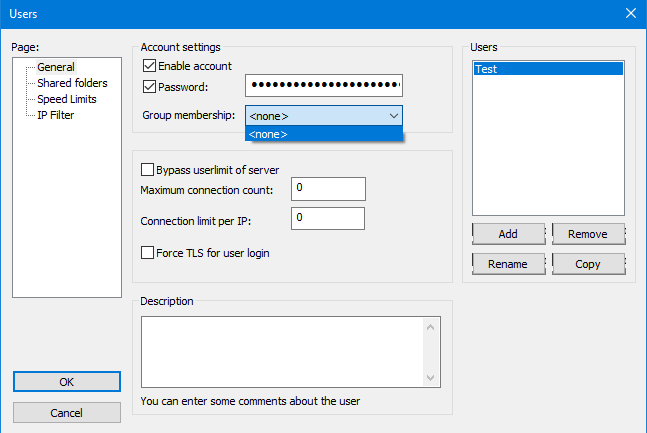 Users
Page:
General
Shared folders
Speed Limits
IP Filter
OK
Cancel
Account settings
Enable account
Password: ●●●●●●●●●●●●●●●●●●●●●●
Group membership: <none>
<none>
Bypass userlimit of server
Maximum connection count: 0
Connection limit per IP: 0
Force TLS for user login
Description
You can enter some comments about the user
Users
Test
Add Remove
Rename Copy